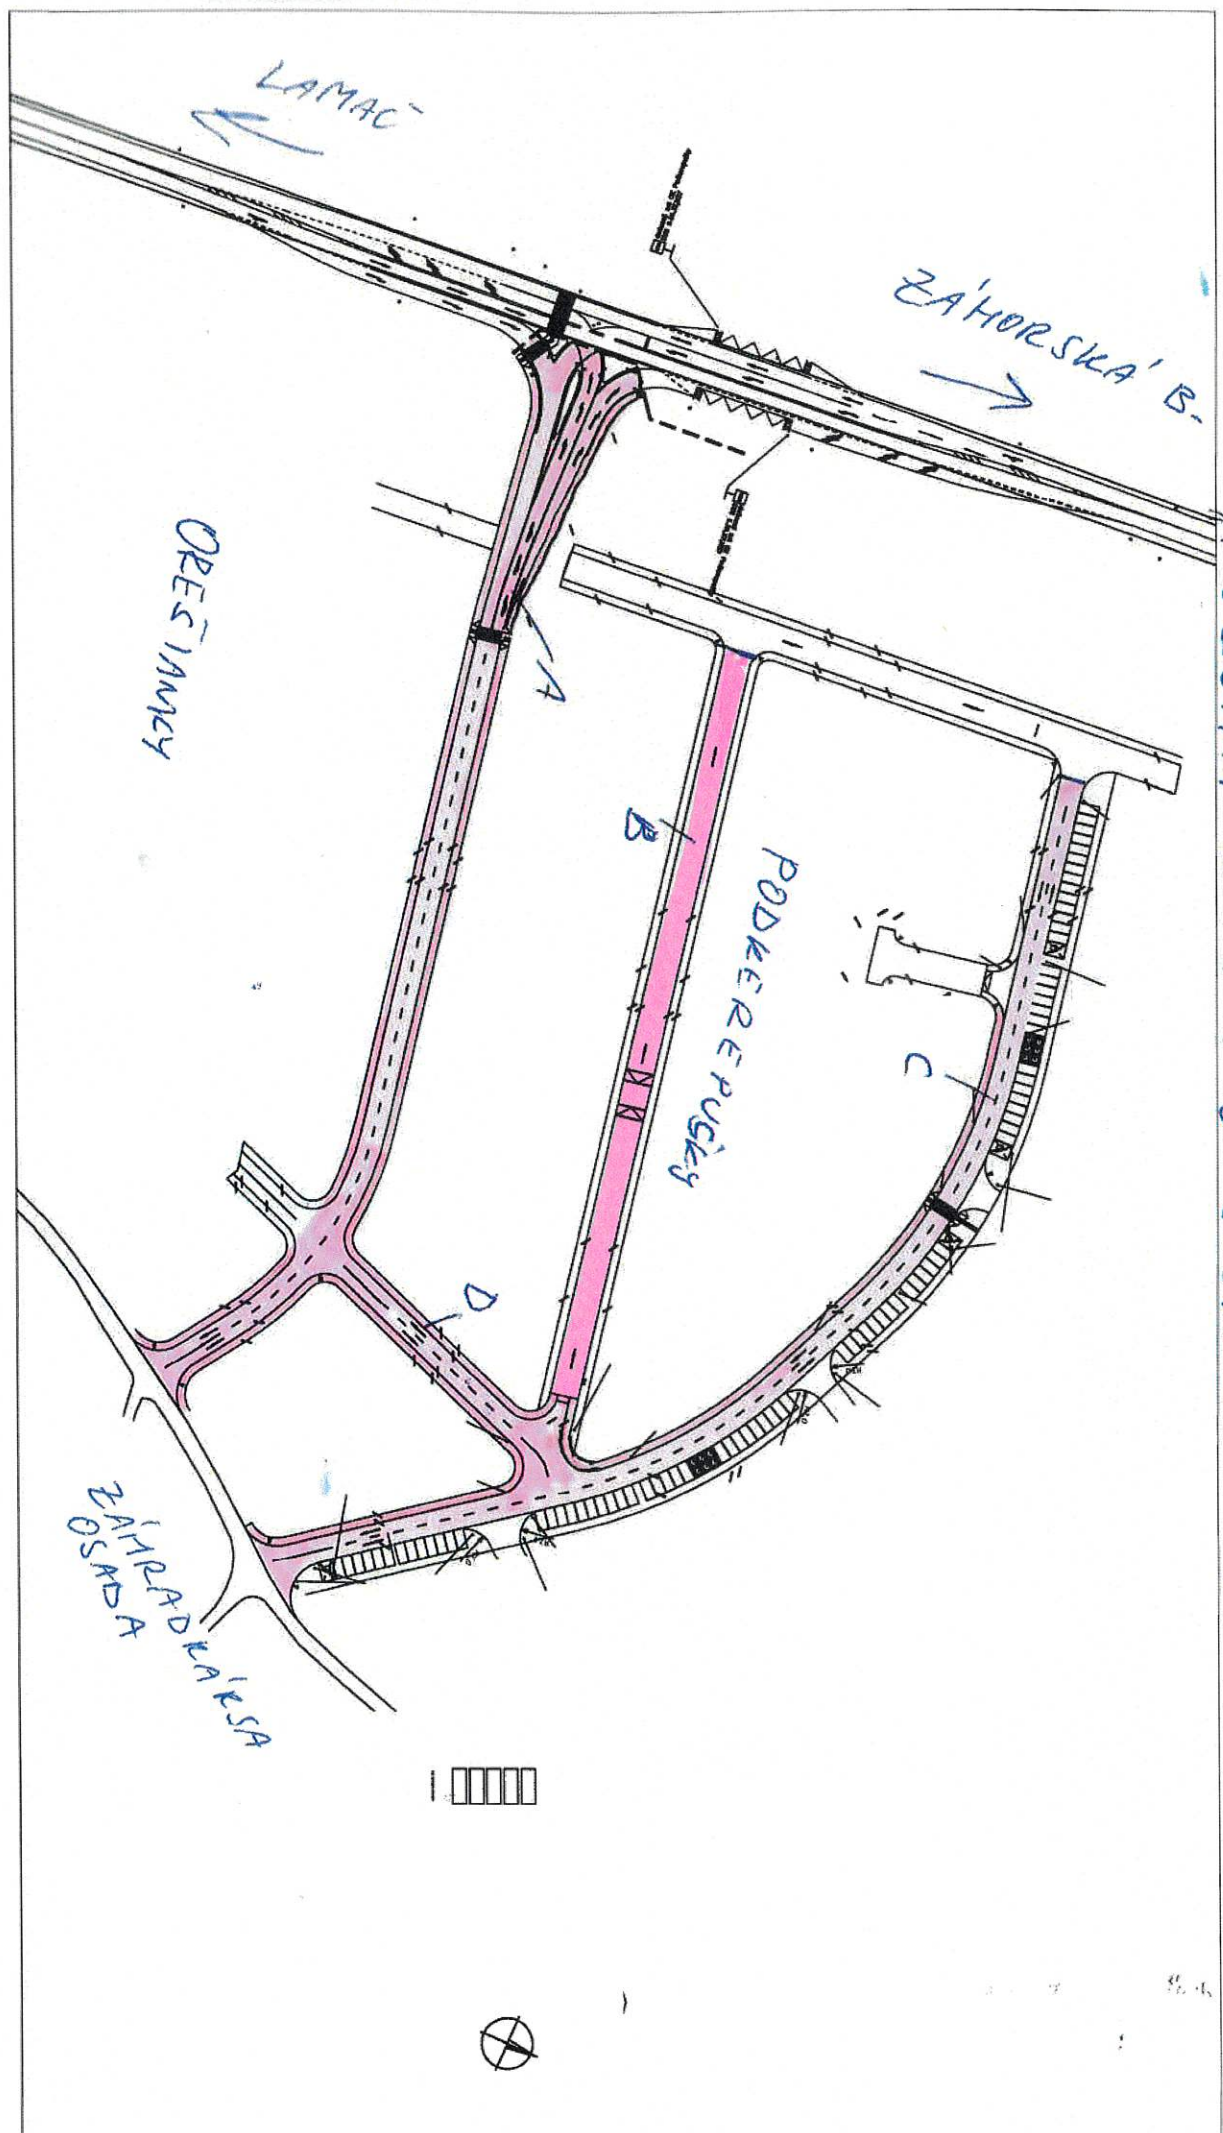 LAMAČ
ZÁHORSKÁ B.
OREŠIANKY
A
B
PODKEREPUŠKY
C
D
ZÁHRADKÁRSKA
OSADA